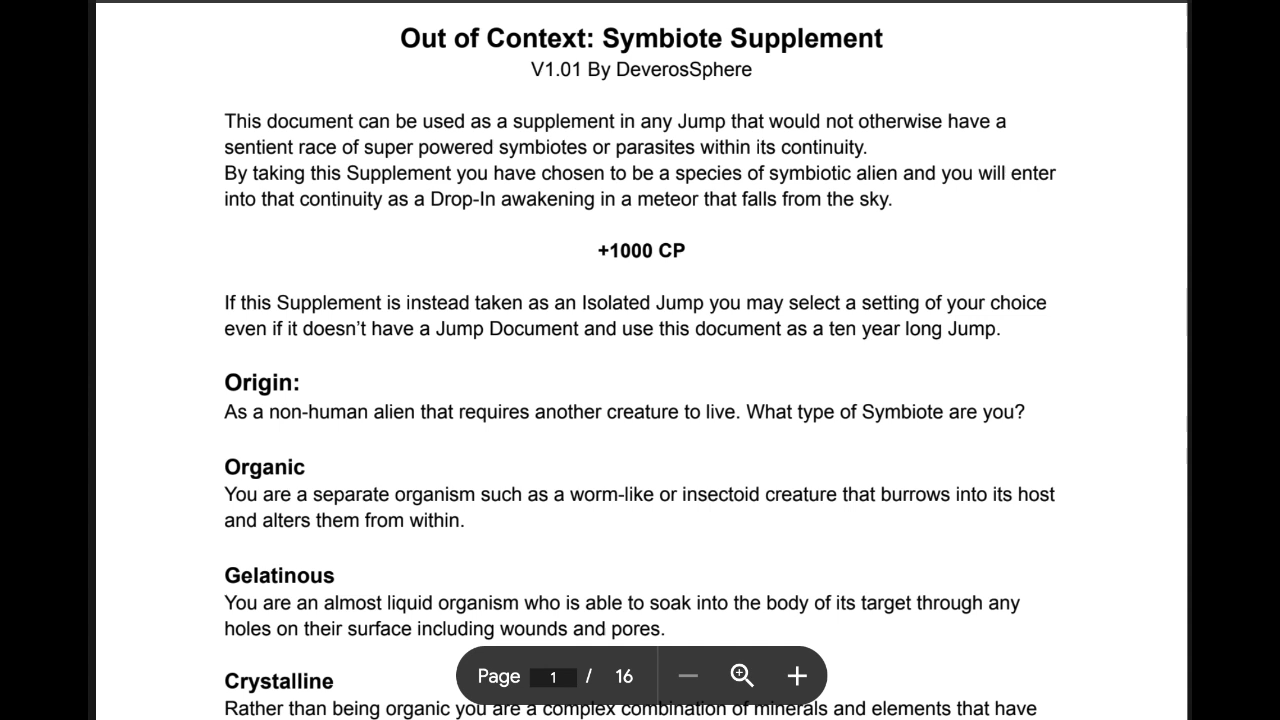 Out of Context: Symbiote Supplement
V1.01 By DeverosSphere
This document can be used as a supplement in any Jump that would not otherwise have a
sentient race of super powered symbiotes or parasites within its continuity.
By taking this Supplement you have chosen to be a species of symbiotic alien and you will enter
into that continuity as a Drop-In awakening in a meteor that falls from the sky.
+1000 CP
If this Supplement is instead taken as an Isolated Jump you may select a setting of your choice
even if it doesn't have a Jump Document and use this document as a ten year long Jump.
Origin:
As a non-human alien that requires another creature to live. What type of Symbiote are you?
Organic
You are a separate organism such as a worm-like or insectoid creature that burrows into its host
and alters them from within.
Gelatinous
You are an almost liquid organism who is able to soak into the body of its target through any
holes on their surface including wounds and pores.
Page 1 / 16
Crystalline
Rather than being organic you are a complex combination of minerals and elements that have